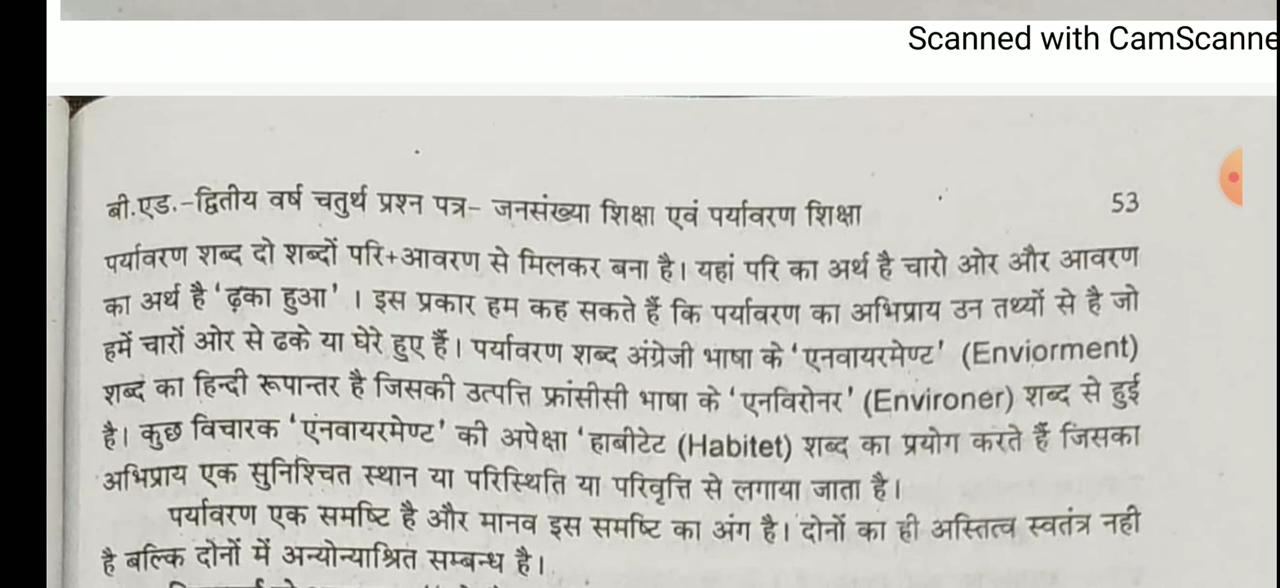 Scanned with CamScanne
बी.एड.-द्वितीय वर्ष चतुर्थ प्रश्न पत्र- जनसंख्या शिक्षा एवं पर्यावरण शिक्षा 53
पर्यावरण शब्द दो शब्दों परि+आवरण से मिलकर बना है। यहां परि का अर्थ है चारो ओर और आवरण
का अर्थ है 'ढ़का हुआ' । इस प्रकार हम कह सकते हैं कि पर्यावरण का अभिप्राय उन तथ्यों से है जो
हमें चारों ओर से ढके या घेरे हुए हैं। पर्यावरण शब्द अंग्रेजी भाषा के 'एनवायरमेण्ट' (Enviorment)
शब्द का हिन्दी रूपान्तर है जिसकी उत्पत्ति फ्रांसीसी भाषा के 'एनविरोनर' (Environer) शब्द से हुई
है। कुछ विचारक 'एंनवायरमेण्ट' की अपेक्षा 'हाबीटेट (Habitet) शब्द का प्रयोग करते हैं जिसका
अभिप्राय एक सुनिश्चित स्थान या परिस्थिति या परिवृत्ति से लगाया जाता है।
पर्यावरण एक समष्टि है और मानव इस समष्टि का अंग है। दोनों का ही अस्तित्व स्वतंत्र नही
है बल्कि दोनों में अन्योन्याश्रित सम्बन्ध है।